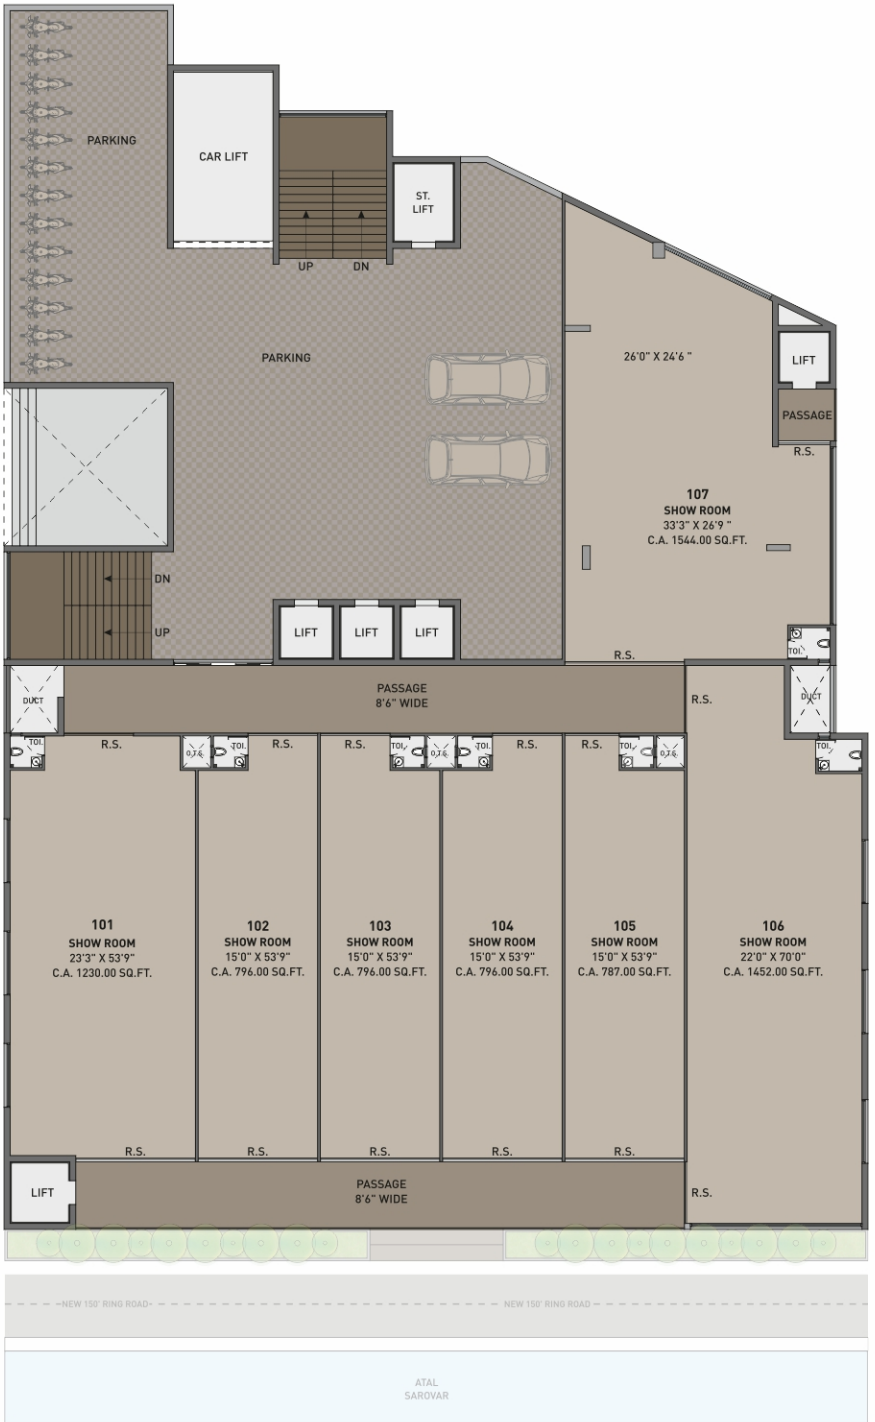 PARKING
CAR LIFT
ST.
LIFT
UP
DN
PARKING
26'0" X 24'6 "
LIFT
PASSAGE
R.S.
107
SHOW ROOM
33'3" X 26'9 "
C.A. 1544.00 SQ.FT.
DN
UP
LIFT
LIFT
LIFT
TOI.
R.S.
DUCT
PASSAGE
8'6" WIDE
R.S.
DUCT
TOI.
R.S.
O.T.S.
TOI.
R.S.
R.S.
TOI.
O.T.S.
TOI.
R.S.
R.S.
TOI.
O.T.S.
TOI.
101
SHOW ROOM
23'3" X 53'9"
C.A. 1230.00 SQ.FT.
102
SHOW ROOM
15'0" X 53'9"
C.A. 796.00 SQ.FT.
103
SHOW ROOM
15'0" X 53'9"
C.A. 796.00 SQ.FT.
104
SHOW ROOM
15'0" X 53'9"
C.A. 796.00 SQ.FT.
105
SHOW ROOM
15'0" X 53'9"
C.A. 787.00 SQ.FT.
106
SHOW ROOM
22'0" X 70'0"
C.A. 1452.00 SQ.FT.
R.S.
R.S.
R.S.
R.S.
R.S.
LIFT
PASSAGE
8'6" WIDE
R.S.
NEW 150' RING ROAD
NEW 150' RING ROAD
ATAL
SAROVAR